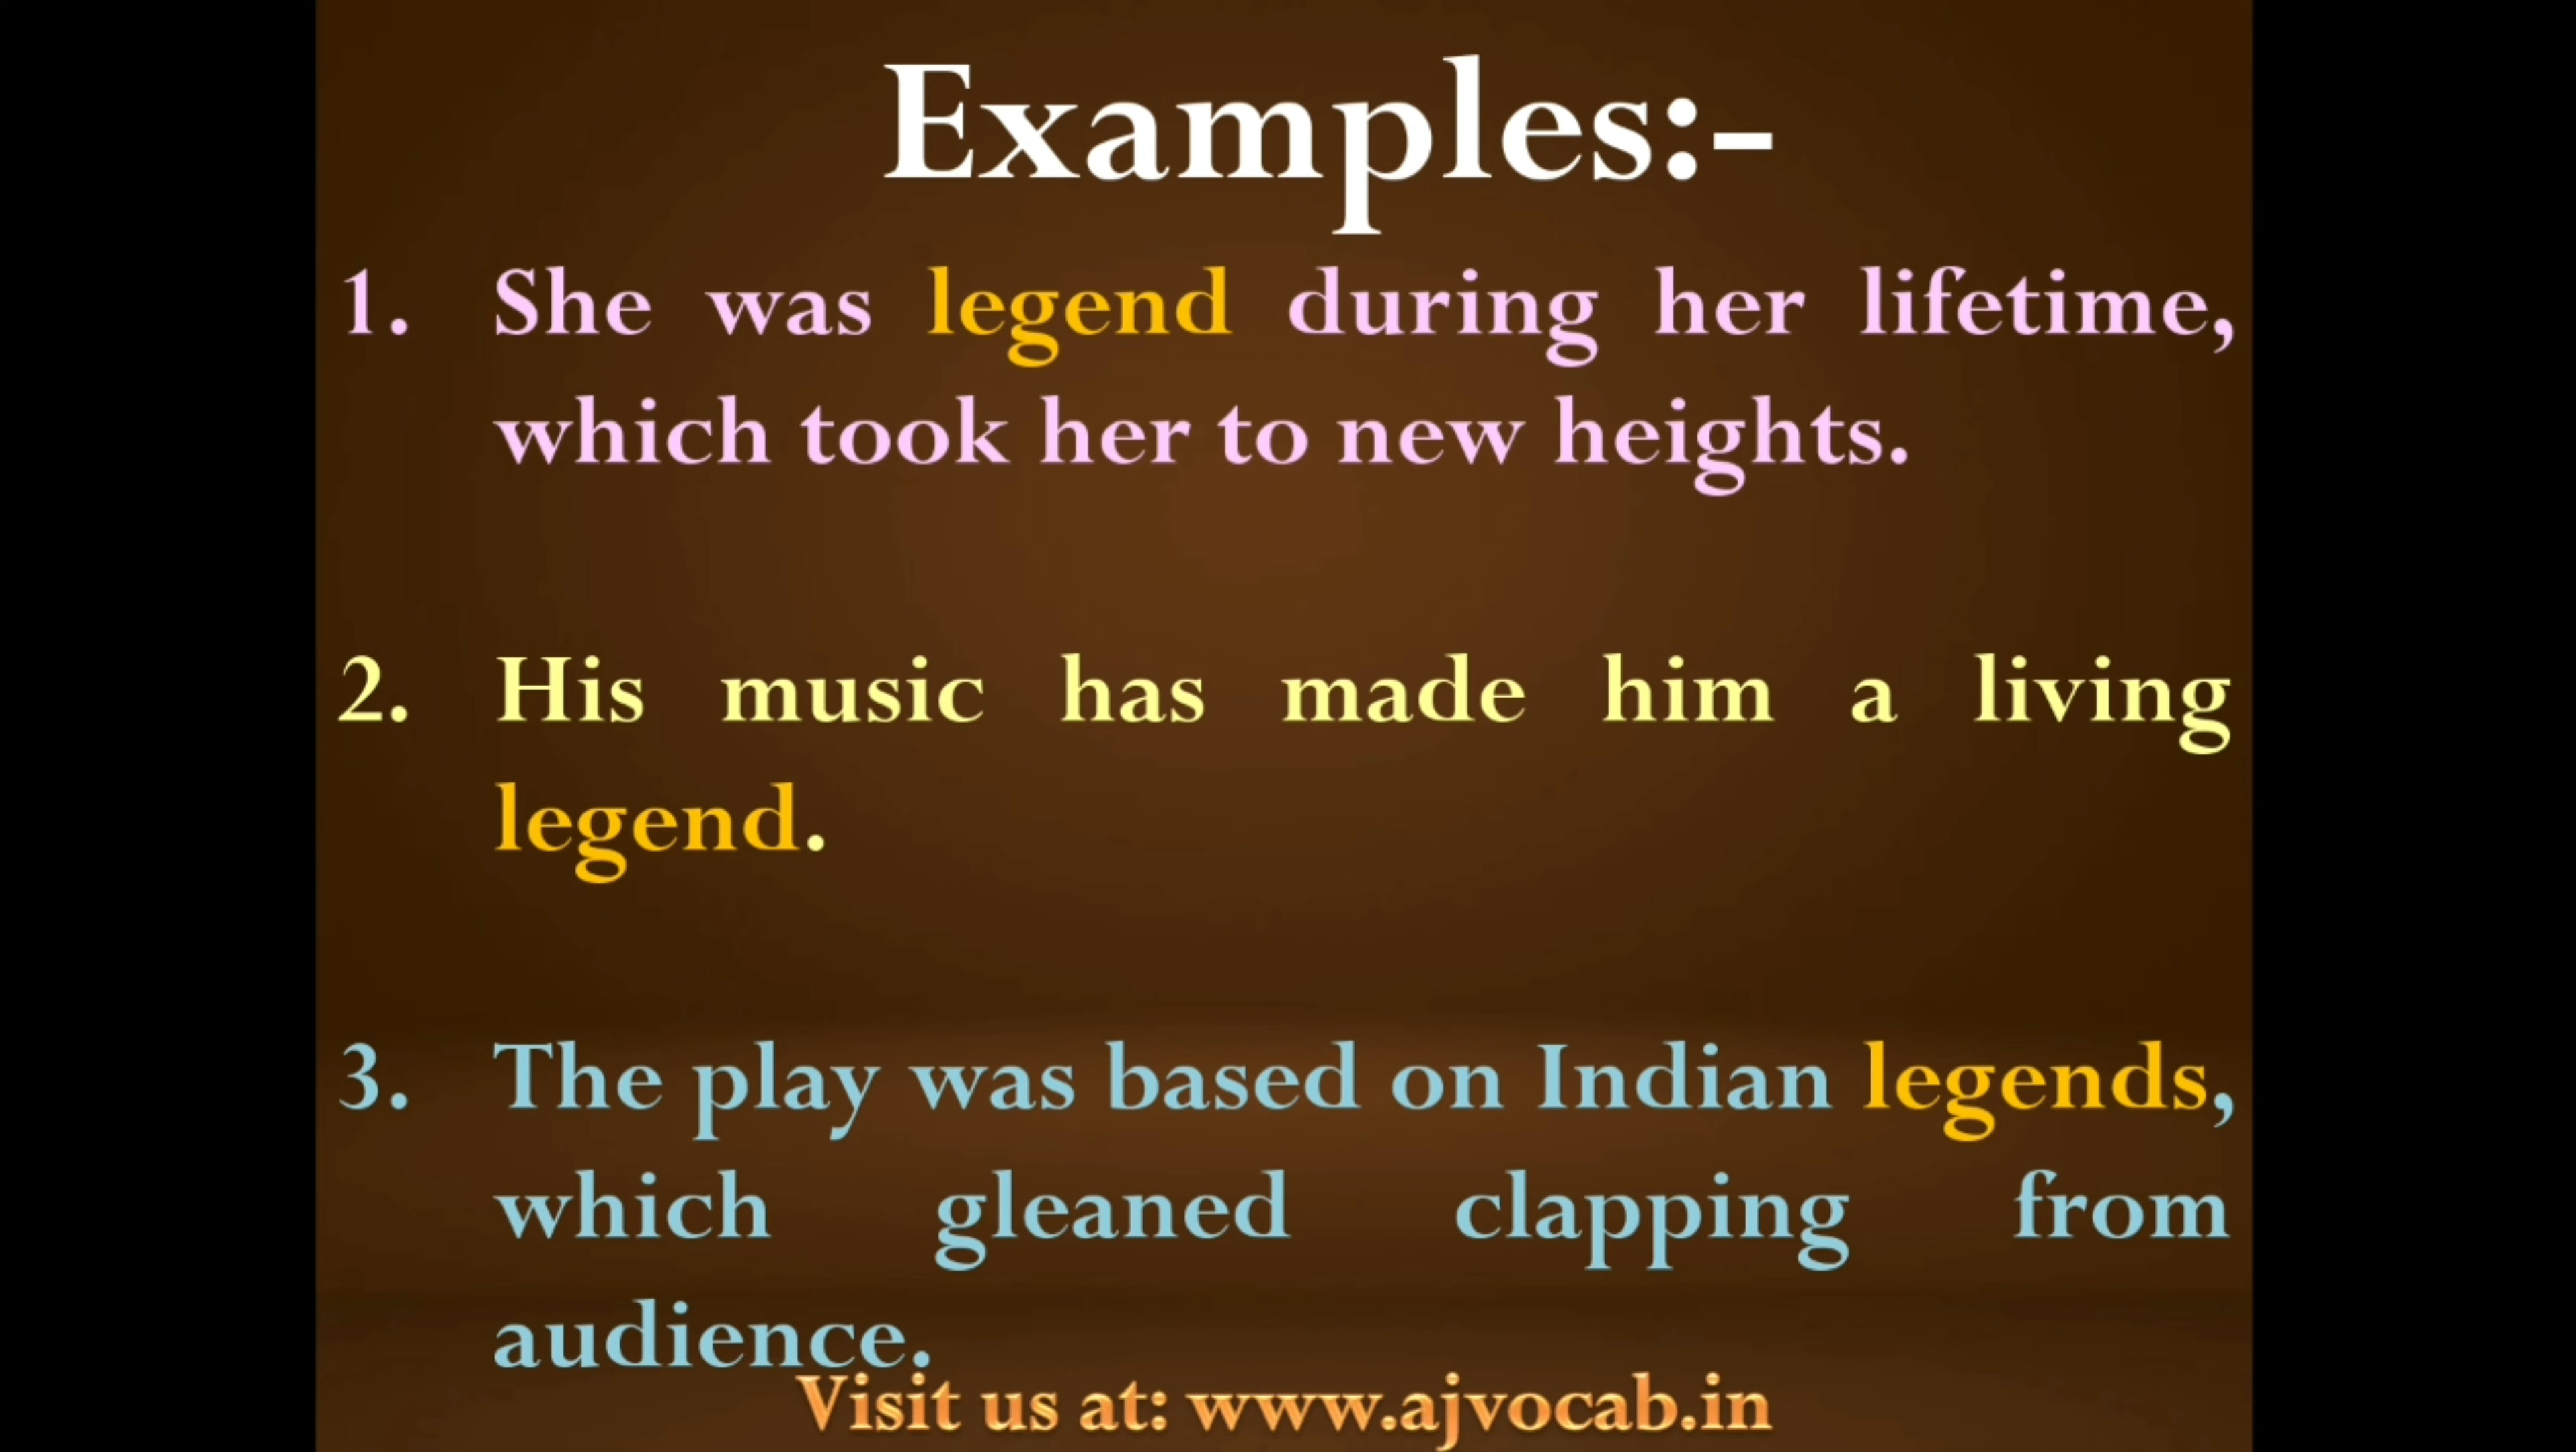 Examples:-
1. She was legend during her lifetime,
which took her to new heights.
2. His music has made him a living
legend.
3. The play was based on Indian legends,
which gleaned clapping from
audience.
Visit us at: www.ajvocab.in